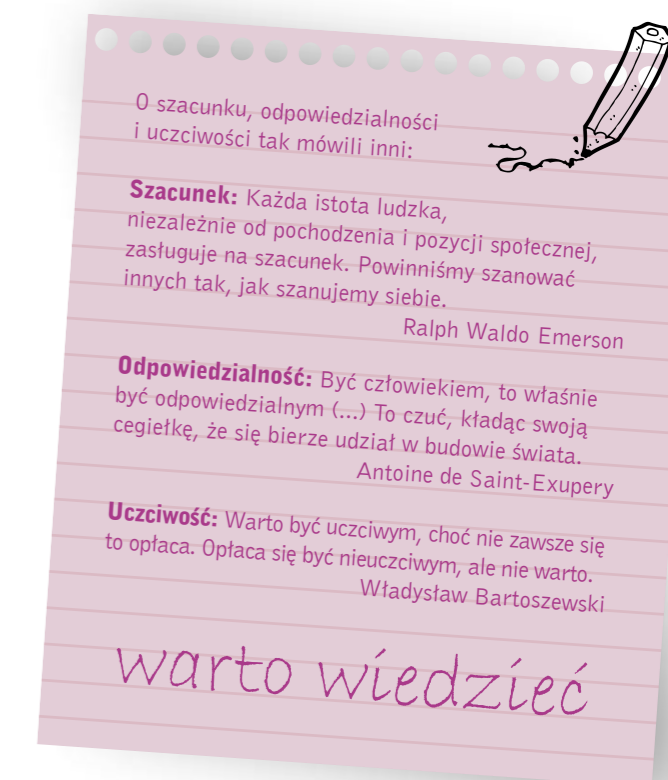 O szacunku, odpowiedzialności
i uczciwości tak mówili inni:
Szacunek: Każda istota ludzka,
niezależnie od pochodzenia i pozycji społecznej,
zasługuje na szacunek. Powinniśmy szanować
innych tak, jak szanujemy siebie.
Ralph Waldo Emerson
Odpowiedzialność: Być człowiekiem, to właśnie
być odpowiedzialnym (...) To czuć, kładąc swoją
cegiełkę, że się bierze udział w budowie świata.
Antoine de Saint-Exupery
Uczciwość: Warto być uczciwym, choć nie zawsze się
to opłaca. Opłaca się być nieuczciwym, ale nie warto.
Władysław Bartoszewski
warto wiedzieć